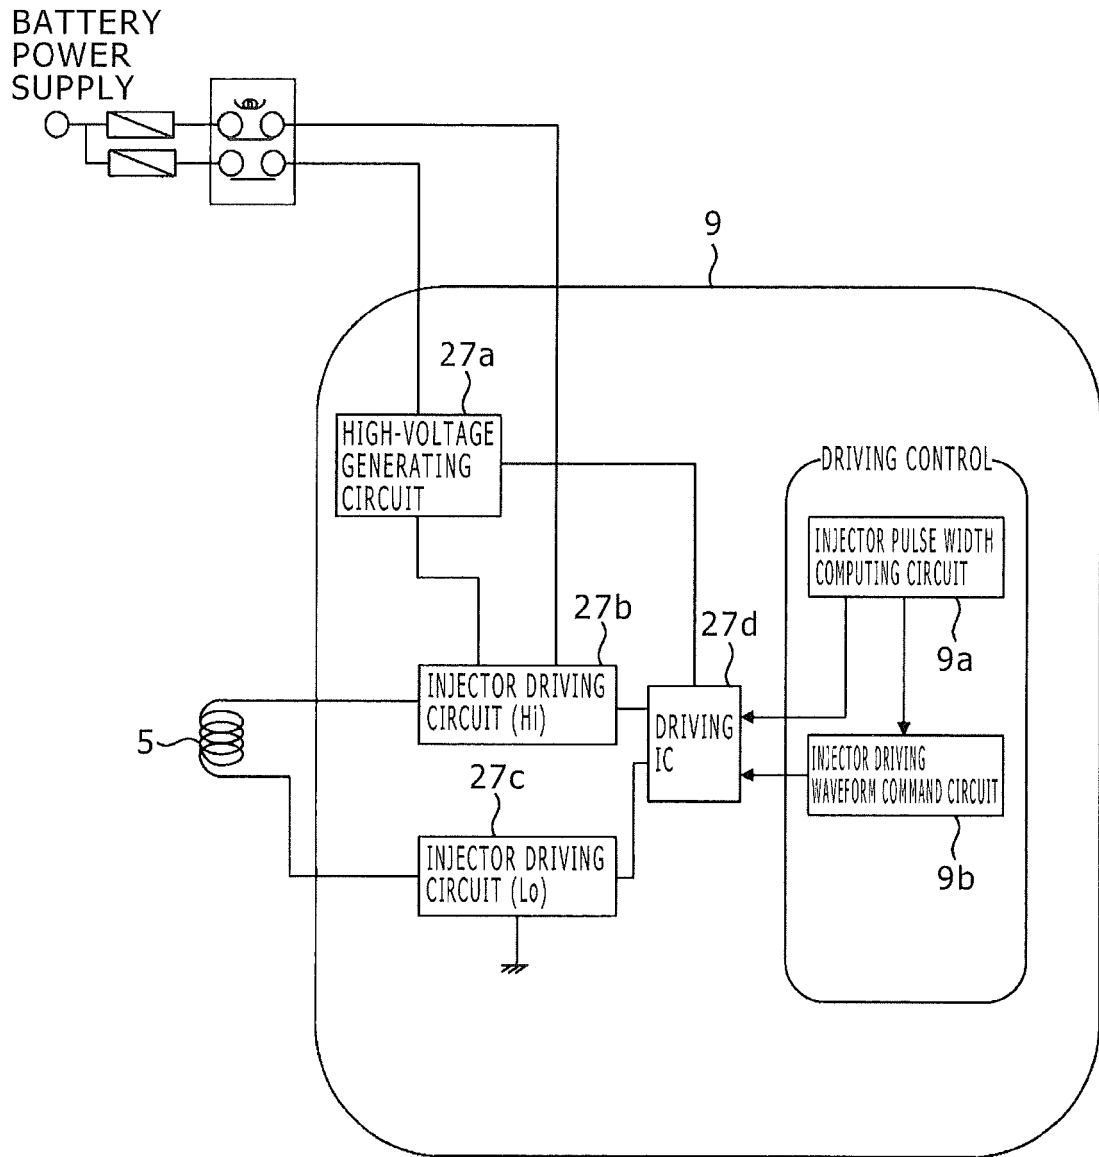 BATTERY
POWER
SUPPLY
9
27a
HIGH-VOLTAGE
GENERATING
CIRCUIT
DRIVING CONTROL
INJECTOR PULSE WIDTH
COMPUTING CIRCUIT
27b
27d
9a
INJECTOR DRIVING
CIRCUIT (Hi)
DRIVING
IC
5
INJECTOR DRIVING
WAVEFORM COMMAND CIRCUIT
27c
INJECTOR DRIVING
CIRCUIT (Lo)
9b